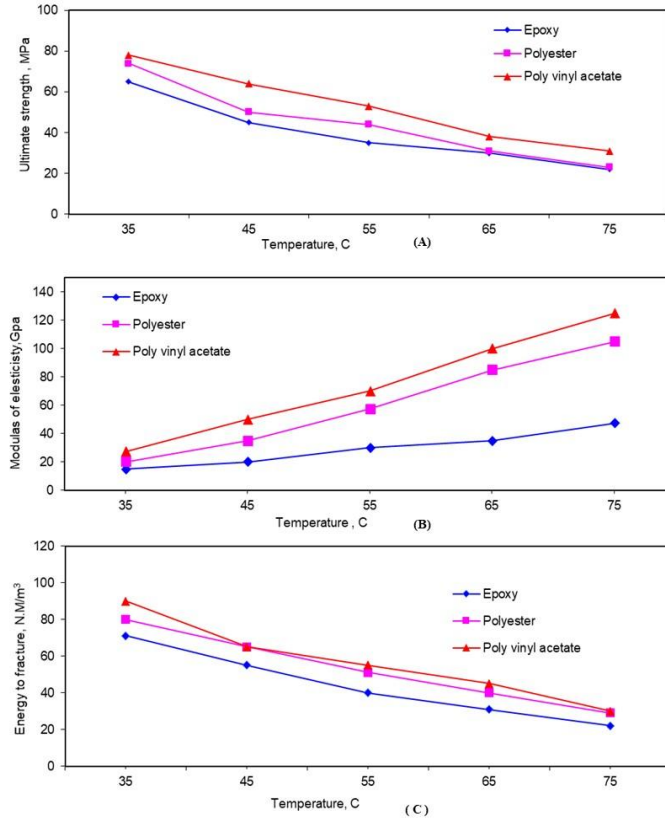 100
80
60
40
20
0
Ultimate strength , MPa
Epoxy
Polyester
Poly vinyl acetate
35 45 55 65 75
Temperature, C
(A)
140
120
100
80
60
40
20
0
Modulas of elesticisty,Gpa
Epoxy
Polyester
Poly vinyl acetate
35 45 55 65 75
Temperature , C
(B)
120
100
80
60
40
20
0
Energy to fracture, N.M/m³
Epoxy
Polyester
Poly vinyl acetate
35 45 55 65 75
Temperature, C
( C )